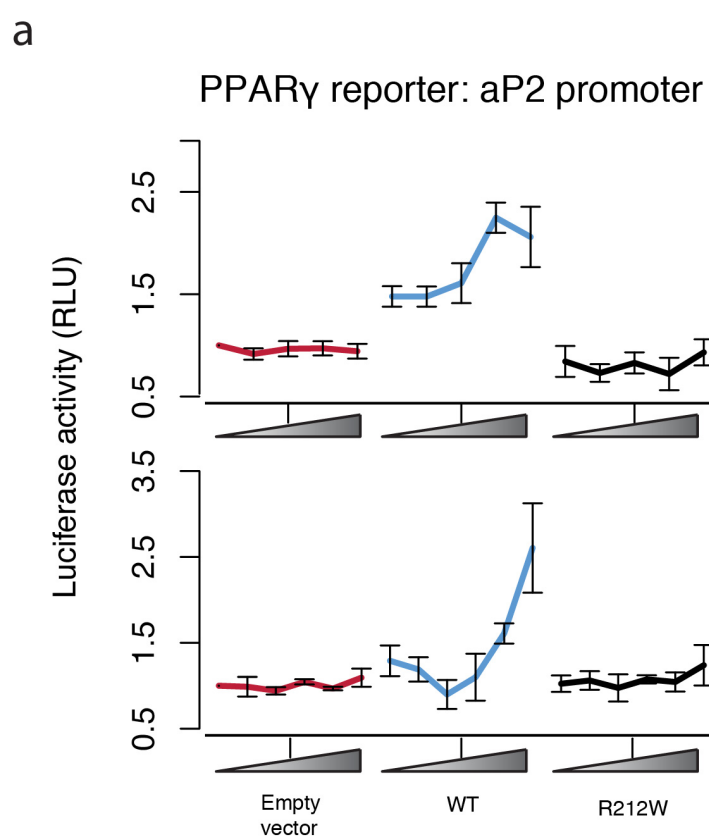 a
PPARγ reporter: aP2 promoter
Luciferase activity (RLU)
2.5
1.5
0.5
3.5
2.5
1.5
0.5
Empty
vector
WT
R212W